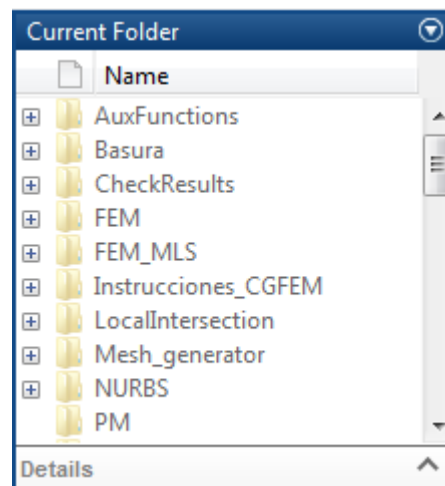 Current Folder
Name
AuxFunctions
Basura
CheckResults
FEM
FEM_MLS
Instrucciones_CGFEM
LocalIntersection
Mesh_generator
NURBS
PM
Details